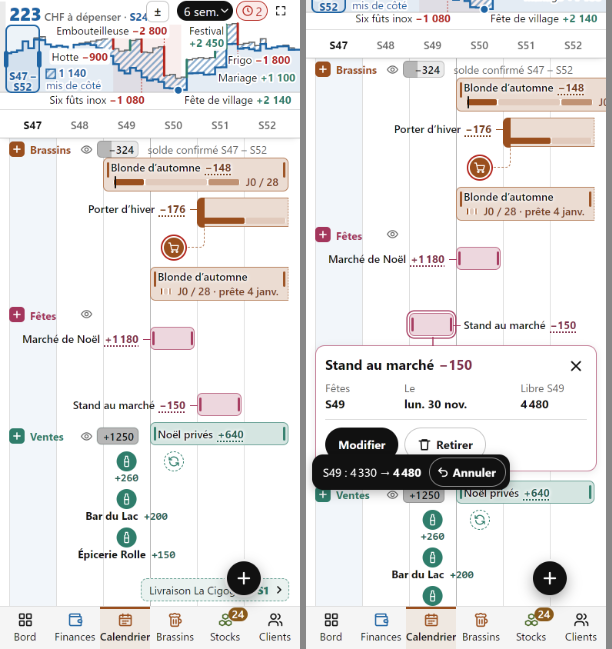 223 CHF à dépenser · S24
±
6 sem.
2
Embouteilleuse −2 800
Festival
+2 450
Hotte −900
Frigo −1 800
S47 –
S52
1 140
mis de côté
Mariage +1 100
Six fûts inox −1 080
Fête de village +2 140
S47
S48
S49
S50
S51
S52
Brassins
−324
solde confirmé S47 – S52
Blonde d’automne −148
J0 / 28
Porter d’hiver −176
Blonde d’automne
J0 / 28 · prête 4 janv.
Fêtes
Marché de Noël +1 180
Stand au marché −150
Ventes
+1250
Noël privés +640
+260
Bar du Lac +200
Épicerie Rolle +150
Livraison La Cigog
+
Bord
Finances
Calendrier
Brassins
24
Stocks
Clients
S52
mis de côté
Six fûts inox −1 080
Fête de village +2 140
S47
S48
S49
S50
S51
S52
Brassins
−324
solde confirmé S47 – S52
Blonde d’automne −148
Porter d’hiver −176
Blonde d’automne
J0 / 28 · prête 4 janv.
Fêtes
Marché de Noël +1 180
Stand au marché −150
Stand au marché −150
Fêtes
Le
Libre S49
S49
lun. 30 nov.
4 480
Modifier
Retirer
S49 : 4 330 → 4 480
Annuler
Ventes
+1250
Noël privés +640
+260
Bar du Lac +200
+
Bord
Finances
Calendrier
Brassins
24
Stocks
Clients